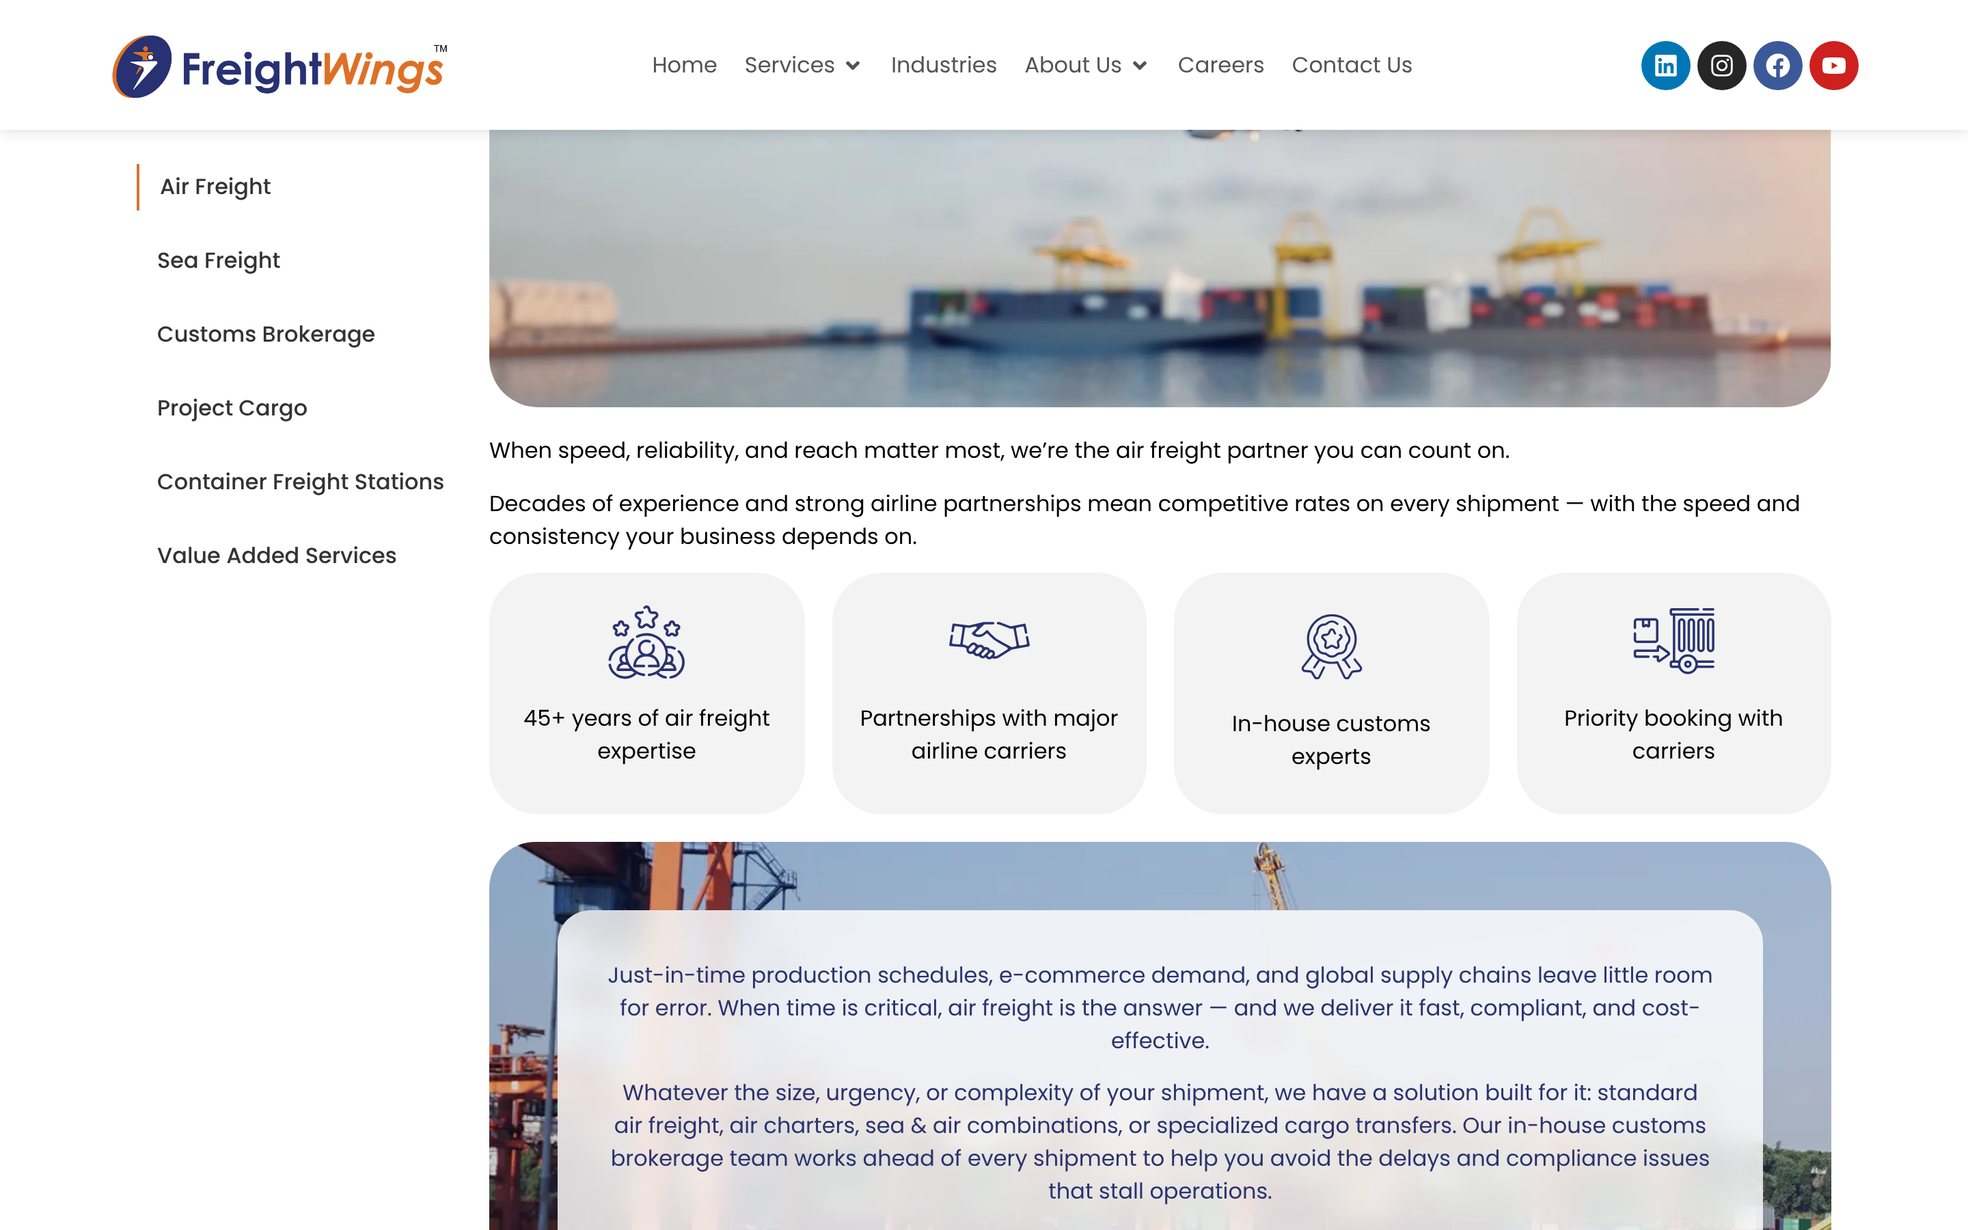 FreightWings™
Home Services Industries About Us Careers Contact Us
Air Freight
Sea Freight
Customs Brokerage
Project Cargo
Container Freight Stations
Value Added Services
When speed, reliability, and reach matter most, we’re the air freight partner you can count on.
Decades of experience and strong airline partnerships mean competitive rates on every shipment — with the speed and
consistency your business depends on.
45+ years of air freight
expertise
Partnerships with major
airline carriers
In-house customs
experts
Priority booking with
carriers
Just-in-time production schedules, e-commerce demand, and global supply chains leave little room
for error. When time is critical, air freight is the answer — and we deliver it fast, compliant, and cost-
effective.
Whatever the size, urgency, or complexity of your shipment, we have a solution built for it: standard
air freight, air charters, sea & air combinations, or specialized cargo transfers. Our in-house customs
brokerage team works ahead of every shipment to help you avoid the delays and compliance issues
that stall operations.